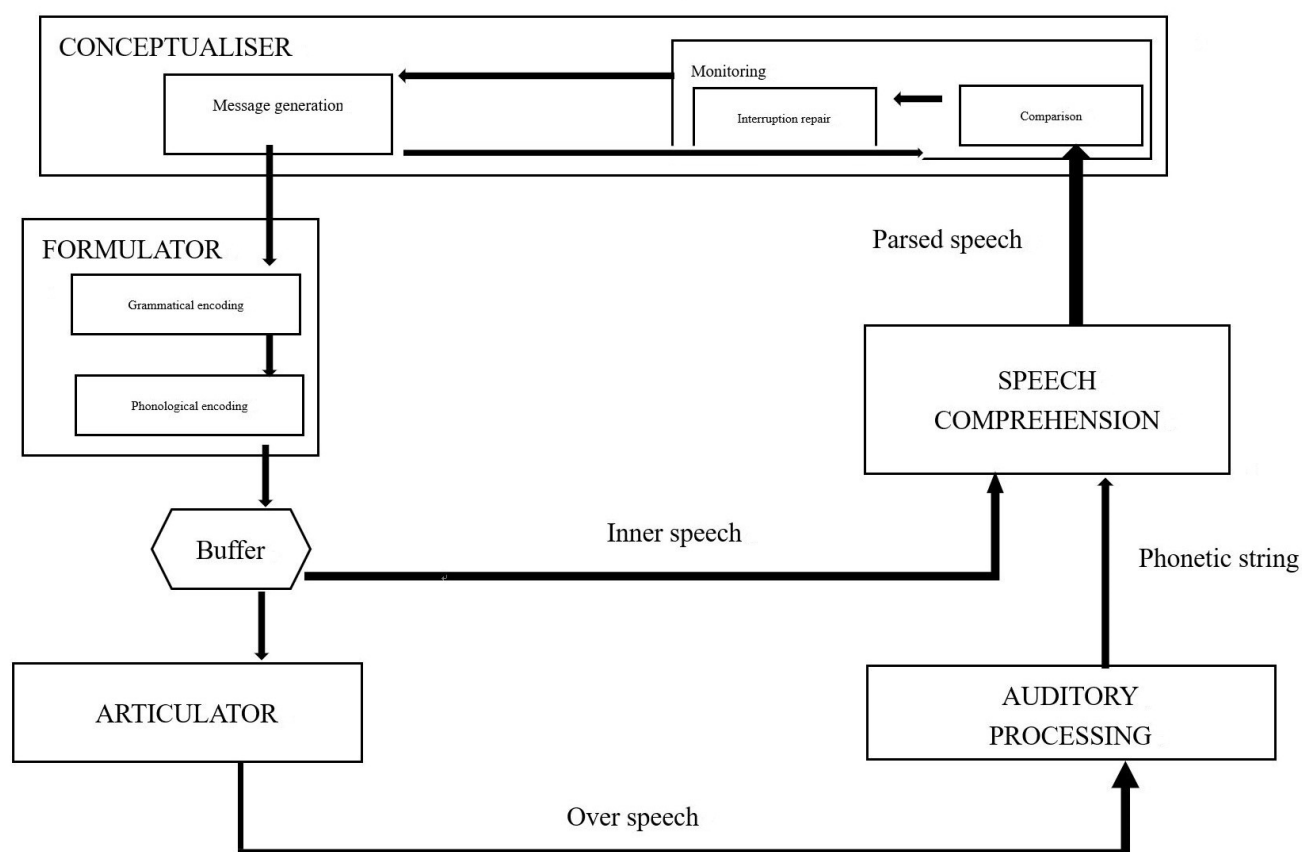 CONCEPTUALISER
Monitoring
Message generation
Interruption repair
Comparison
FORMULATOR
Parsed speech
Grammatical encoding
Phonological encoding
SPEECH
COMPREHENSION
Buffer
Inner speech
Phonetic string
ARTICULATOR
AUDITORY
PROCESSING
Over speech